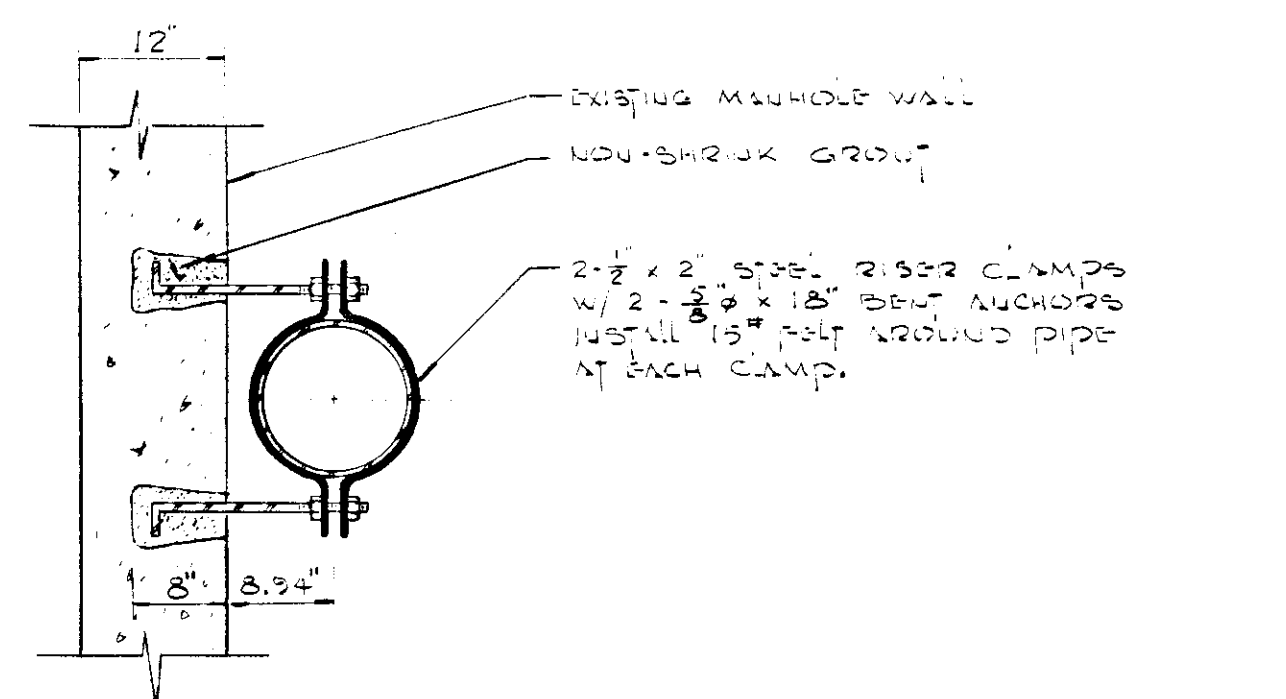 12"
EXISTING MANHOLE WALL
NON-SHRINK GROUT
2-1/2" x 2" STEEL RISER CLAMPS
W/ 2 - 5/8"ø x 18" BENT ANCHORS
INSTALL 15# FELT AROUND PIPE
AT EACH CLAMP.
8" 8.94"